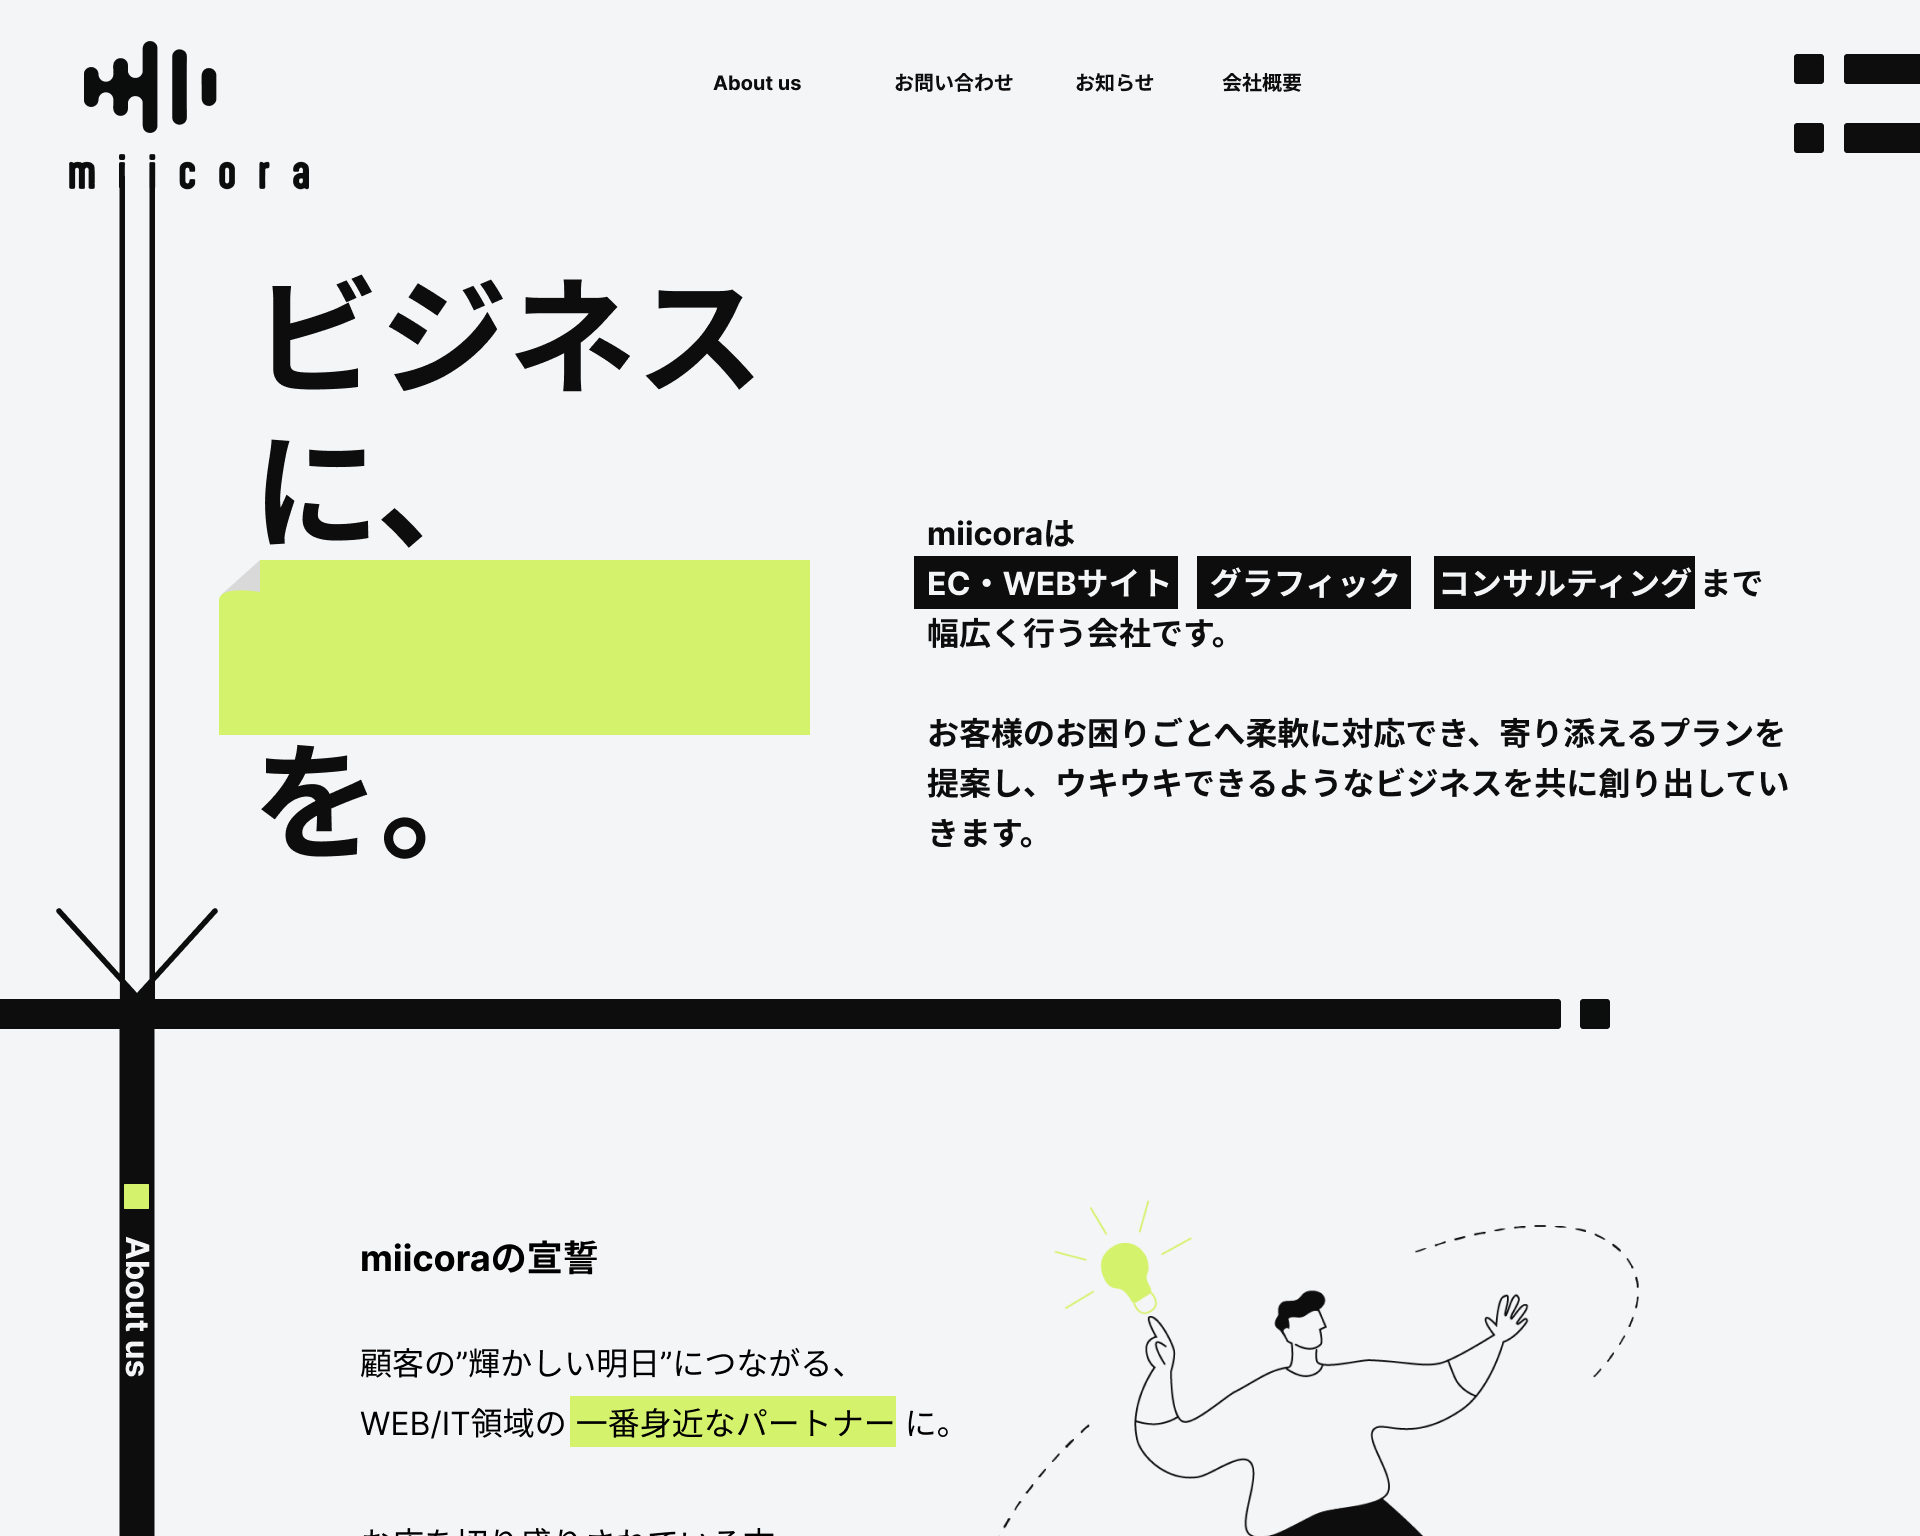 miicora
About us
お問い合わせ
お知らせ
会社概要
ビジネス
に、
を。
miicoraは
EC・WEBサイト グラフィック コンサルティング まで
幅広く行う会社です。
お客様のお困りごとへ柔軟に対応でき、寄り添えるプランを
提案し、ウキウキできるようなビジネスを共に創り出してい
きます。
About us
miicoraの宣誓
顧客の”輝かしい明日”につながる、
WEB/IT領域の 一番身近なパートナー に。